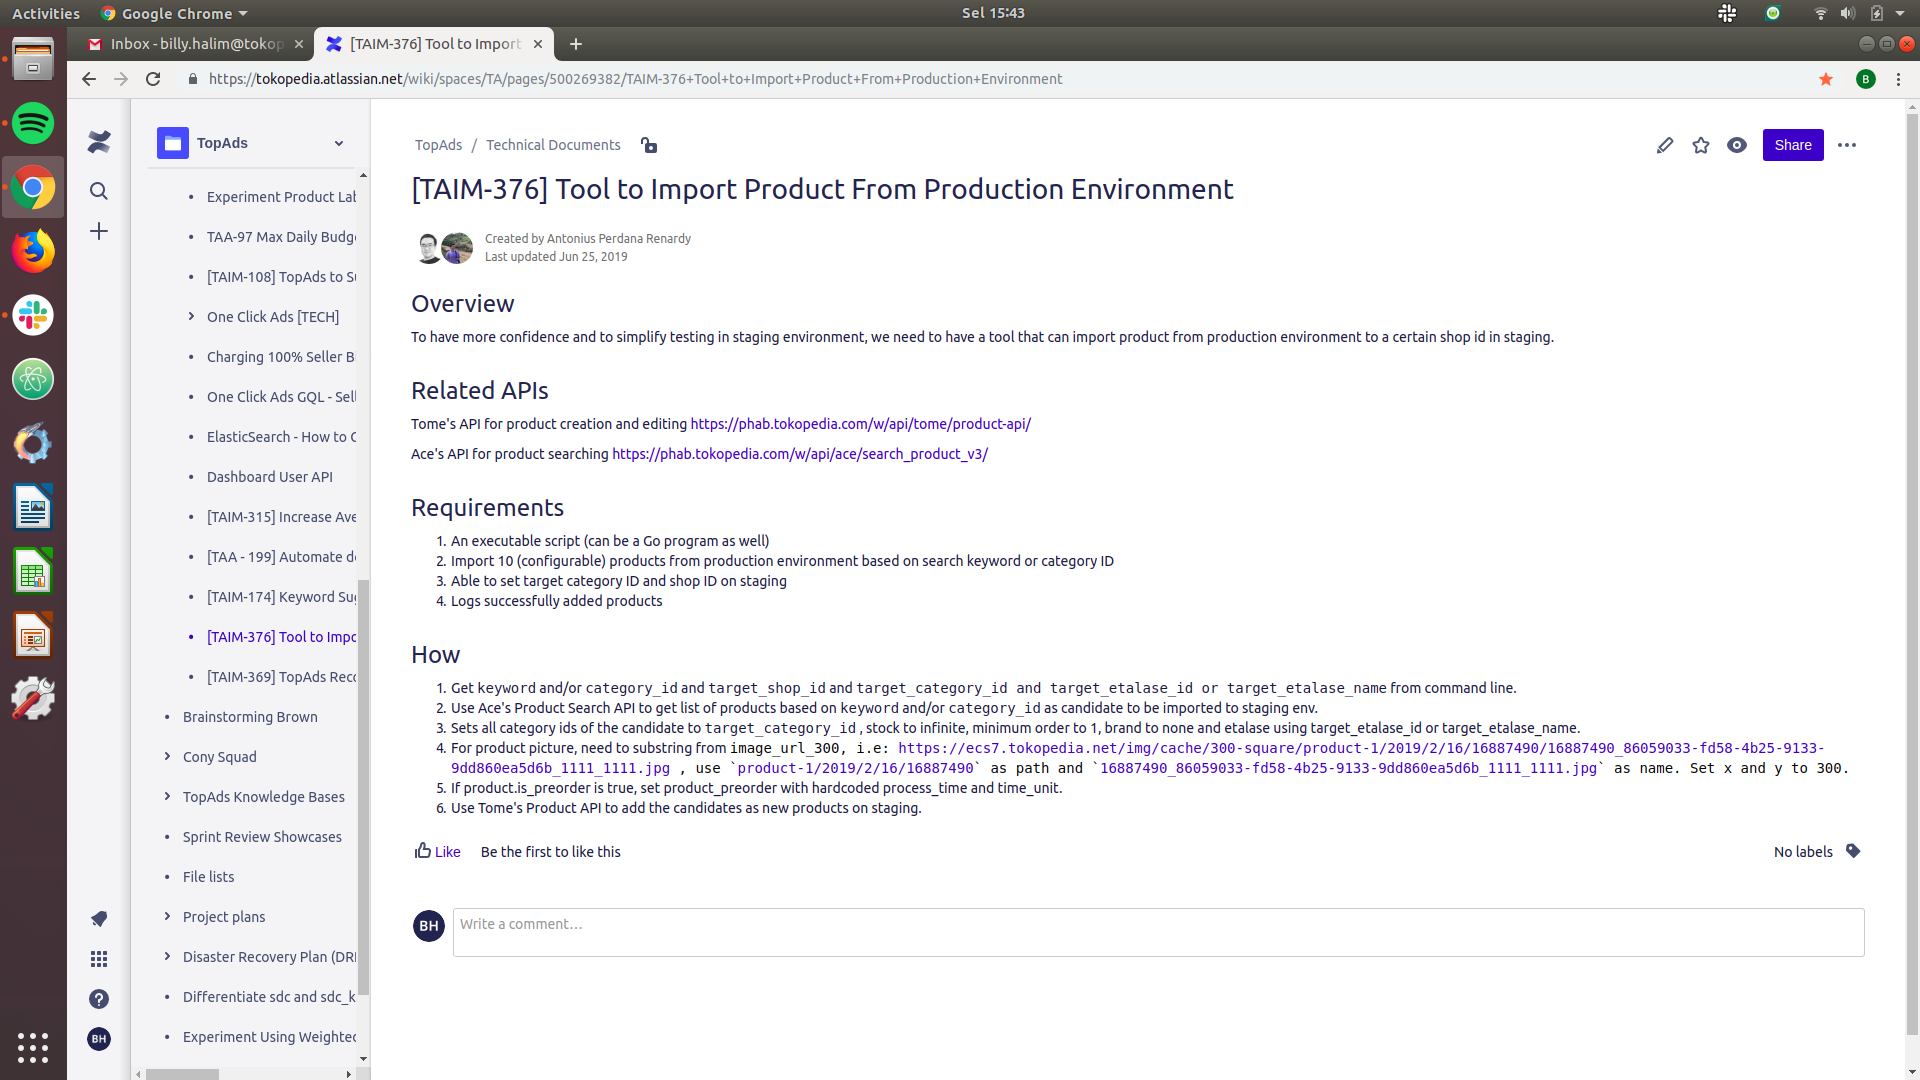 Activities
Google Chrome
Sel 15:43
Inbox - billy.halim@tokop
[TAIM-376] Tool to Import
https://tokopedia.atlassian.net/wiki/spaces/TA/pages/500269382/TAIM-376+Tool+to+Import+Product+From+Production+Environment
B
TopAds
Experiment Product Lab
TAA-97 Max Daily Budge
[TAIM-108] TopAds to Su
One Click Ads [TECH]
Charging 100% Seller B
One Click Ads GQL - Sell
ElasticSearch - How to C
Dashboard User API
[TAIM-315] Increase Ave
[TAA - 199] Automate de
[TAIM-174] Keyword Sug
[TAIM-376] Tool to Impo
[TAIM-369] TopAds Reco
Brainstorming Brown
Cony Squad
TopAds Knowledge Bases
Sprint Review Showcases
File lists
Project plans
Disaster Recovery Plan (DRI
Differentiate sdc and sdc_k
Experiment Using Weighted
BH
TopAds / Technical Documents
Share
[TAIM-376] Tool to Import Product From Production Environment
Created by Antonius Perdana Renardy
Last updated Jun 25, 2019
Overview
To have more confidence and to simplify testing in staging environment, we need to have a tool that can import product from production environment to a certain shop id in staging.
Related APIs
Tome's API for product creation and editing https://phab.tokopedia.com/w/api/tome/product-api/
Ace's API for product searching https://phab.tokopedia.com/w/api/ace/search_product_v3/
Requirements
1. An executable script (can be a Go program as well)
2. Import 10 (configurable) products from production environment based on search keyword or category ID
3. Able to set target category ID and shop ID on staging
4. Logs successfully added products
How
1. Get keyword and/or category_id and target_shop_id and target_category_id and target_etalase_id or target_etalase_name from command line.
2. Use Ace's Product Search API to get list of products based on keyword and/or category_id as candidate to be imported to staging env.
3. Sets all category ids of the candidate to target_category_id , stock to infinite, minimum order to 1, brand to none and etalase using target_etalase_id or target_etalase_name.
4. For product picture, need to substring from image_url_300, i.e: https://ecs7.tokopedia.net/img/cache/300-square/product-1/2019/2/16/16887490/16887490_86059033-fd58-4b25-9133-
9dd860ea5d6b_1111_1111.jpg , use `product-1/2019/2/16/16887490` as path and `16887490_86059033-fd58-4b25-9133-9dd860ea5d6b_1111_1111.jpg` as name. Set x and y to 300.
5. If product.is_preorder is true, set product_preorder with hardcoded process_time and time_unit.
6. Use Tome's Product API to add the candidates as new products on staging.
Like Be the first to like this
No labels
BH
Write a comment…